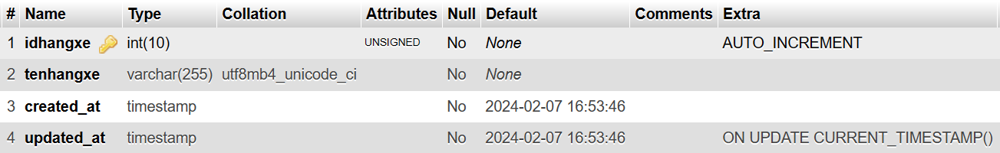 # Name Type Collation Attributes Null Default Comments Extra
1 idhangxe int(10) UNSIGNED No None AUTO_INCREMENT
2 tenhangxe varchar(255) utf8mb4_unicode_ci No None
3 created_at timestamp No 2024-02-07 16:53:46
4 updated_at timestamp No 2024-02-07 16:53:46 ON UPDATE CURRENT_TIMESTAMP()